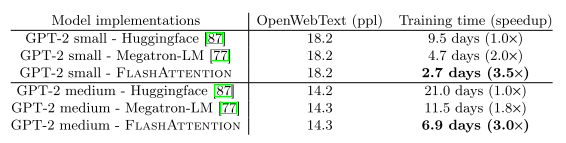 Model implementations OpenWebText (ppl) Training time (speedup)
GPT-2 small - Huggingface [87] 18.2 9.5 days (1.0×)
GPT-2 small - Megatron-LM [77] 18.2 4.7 days (2.0×)
GPT-2 small - FLASHATTENTION 18.2 2.7 days (3.5×)
GPT-2 medium - Huggingface [87] 14.2 21.0 days (1.0×)
GPT-2 medium - Megatron-LM [77] 14.3 11.5 days (1.8×)
GPT-2 medium - FLASHATTENTION 14.3 6.9 days (3.0×)